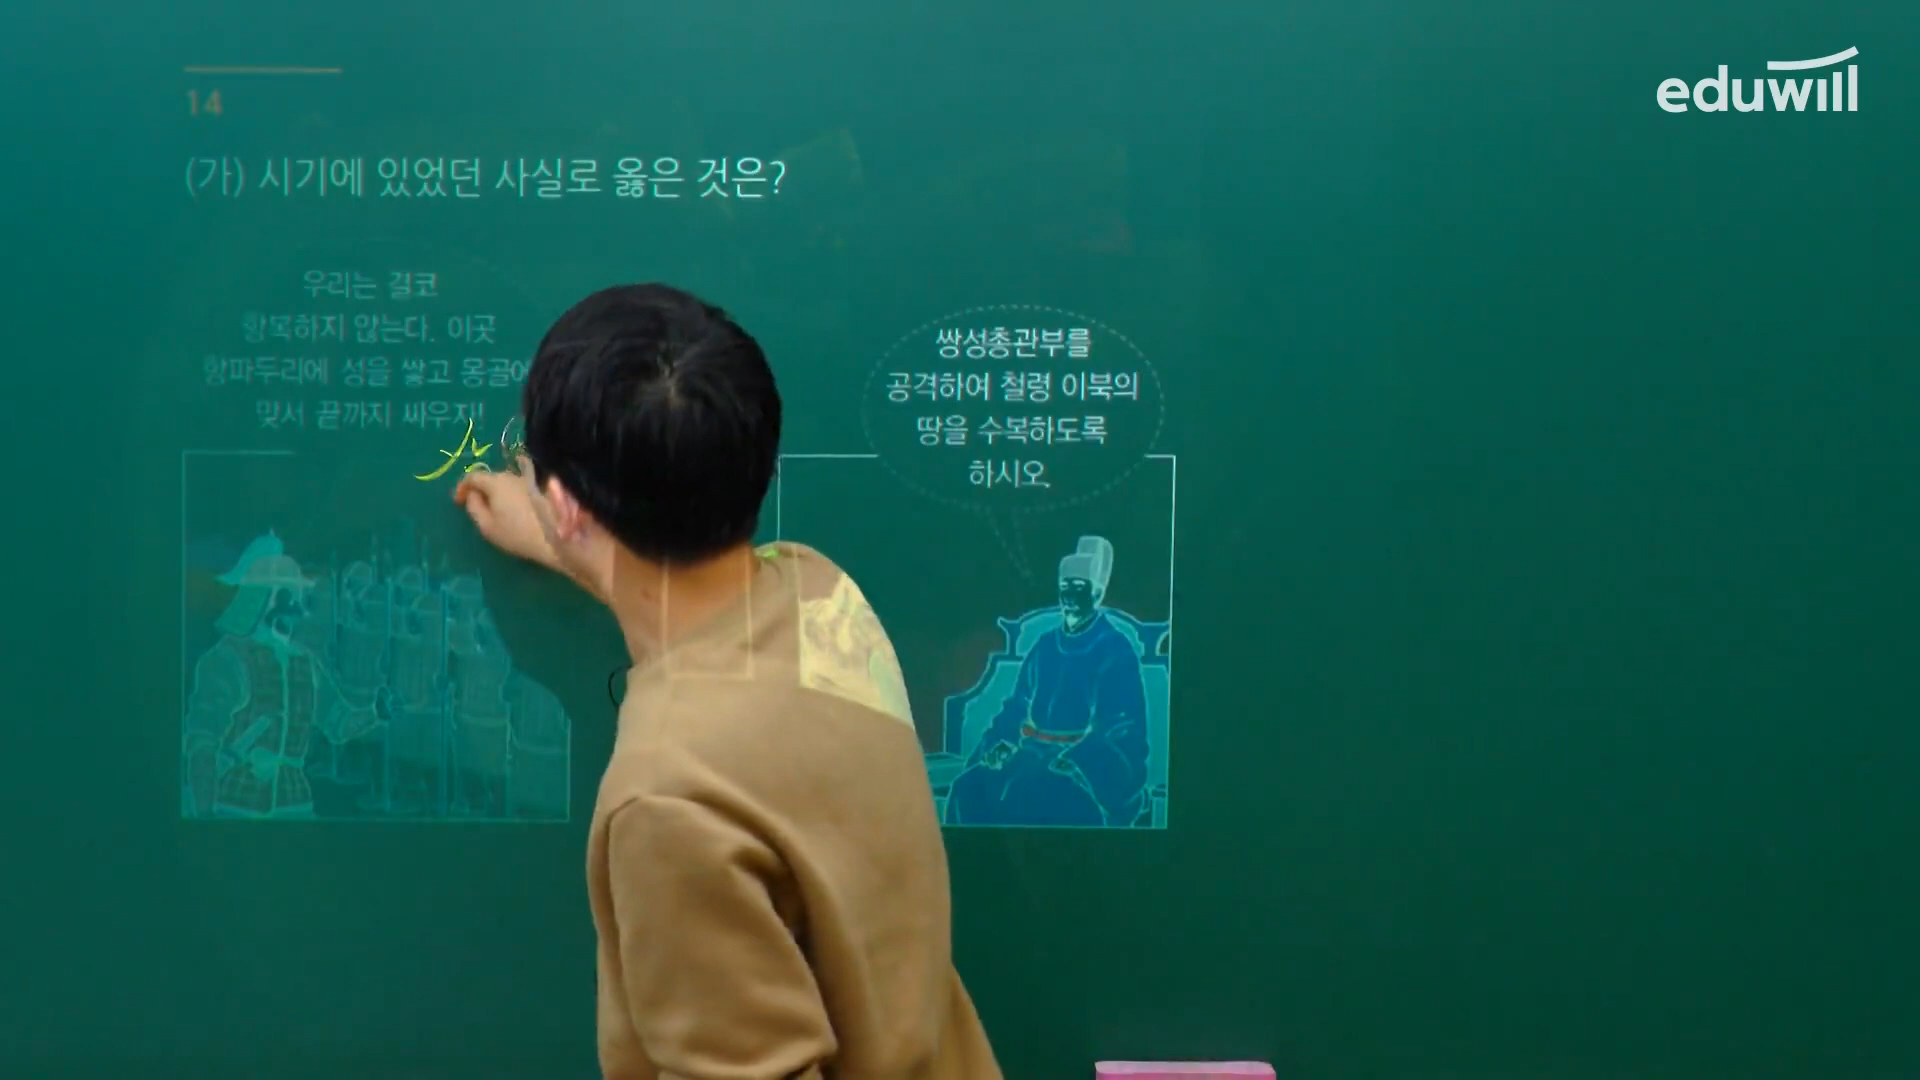 eduwill
14
(가) 시기에 있었던 사실로 옳은 것은?
우리는 결코
항복하지 않는다. 이곳
항파두리에 성을 쌓고 몽골에
맞서 끝까지 싸우자!
쌍성총관부를
공격하여 철령 이북의
땅을 수복하도록
하시오.